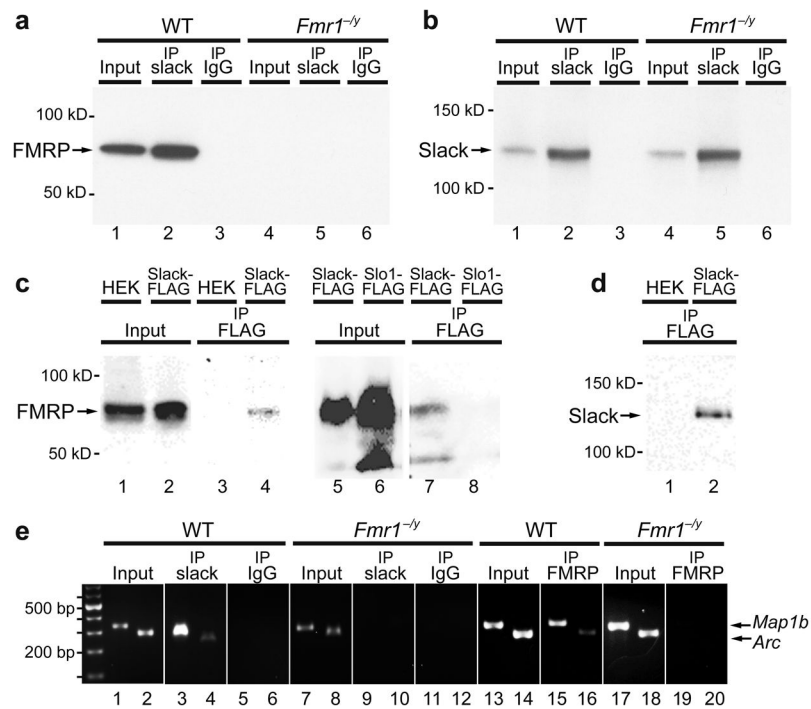 a
WT Fmr1–/y
Input IP slack IP IgG Input IP slack IP IgG
100 kD
FMRP
50 kD
1 2 3 4 5 6
b
WT Fmr1–/y
Input IP slack IP IgG Input IP slack IP IgG
150 kD
Slack
100 kD
1 2 3 4 5 6
c
HEK Slack-FLAG HEK Slack-FLAG Slack-FLAG Slo1-FLAG Slack-FLAG Slo1-FLAG
Input IP FLAG Input IP FLAG
100 kD
FMRP
50 kD
1 2 3 4 5 6 7 8
d
HEK Slack-FLAG
IP FLAG
150 kD
Slack
100 kD
1 2
e
WT Fmr1–/y WT Fmr1–/y
Input IP slack IP IgG Input IP slack IP IgG Input IP FMRP Input IP FMRP
500 bp
Map1b
Arc
200 bp
1 2 3 4 5 6 7 8 9 10 11 12 13 14 15 16 17 18 19 20